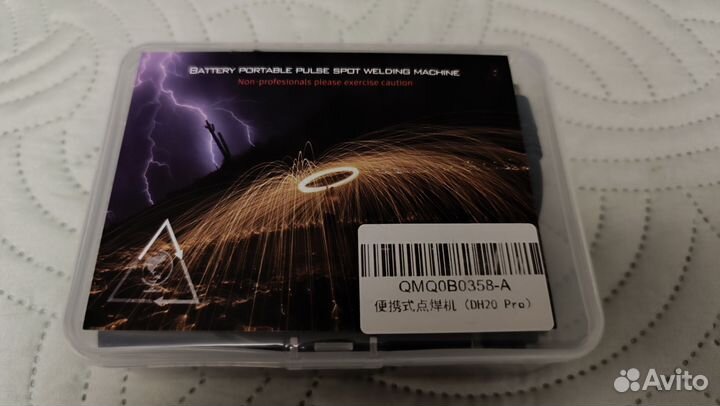 BATTERY PORTABLE PULSE SPOT WELDING MACHINE
Non-profesionals please exercise caution
QMQ0B0358-A
便携式点焊机（DH20 Pro）
Avito